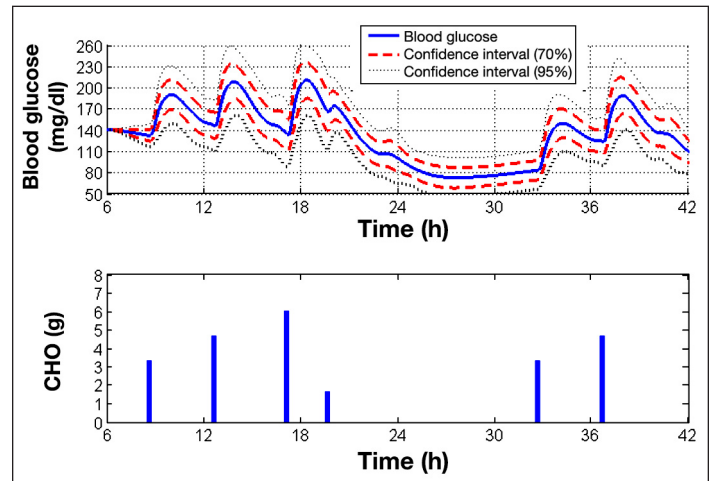 Blood glucose
Confidence interval (70%)
Confidence interval (95%)
Blood glucose
(mg/dl)
260
230
200
170
140
110
80
50
6 12 18 24 30 36 42
Time (h)
CHO (g)
8
7
6
5
4
3
2
1
0
6 12 18 24 30 36 42
Time (h)